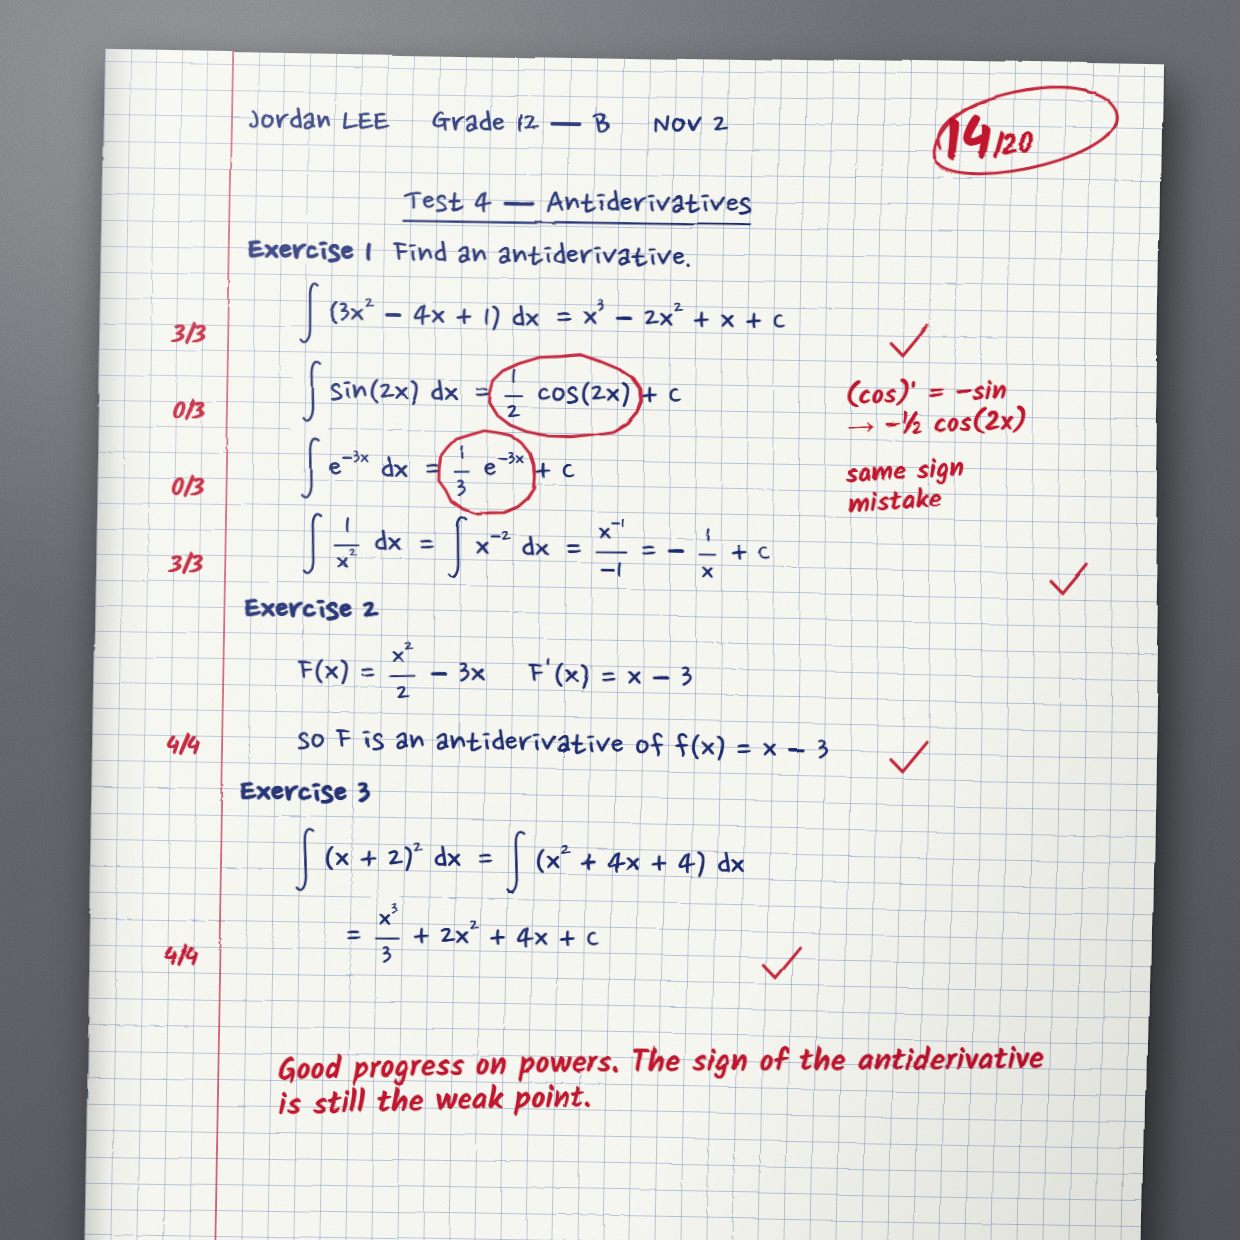 Jordan LEE Grade 12 — B Nov 2
14/20
Test 4 — Antiderivatives
Exercise 1 Find an antiderivative.
3/3 ∫ (3x² − 4x + 1) dx = x³ − 2x² + x + c ✓
0/3 ∫ sin(2x) dx = 1/2 cos(2x) + c
(cos)' = −sin
→ −½ cos(2x)
0/3 ∫ e⁻³ˣ dx = 1/3 e⁻³ˣ + c
same sign
mistake
3/3 ∫ 1/x² dx = ∫ x⁻² dx = x⁻¹/−1 = − 1/x + c ✓
Exercise 2
F(x) = x²/2 − 3x F'(x) = x − 3
4/4 so F is an antiderivative of f(x) = x − 3 ✓
Exercise 3
∫ (x + 2)² dx = ∫ (x² + 4x + 4) dx
4/4 = x³/3 + 2x² + 4x + c ✓
Good progress on powers. The sign of the antiderivative
is still the weak point.